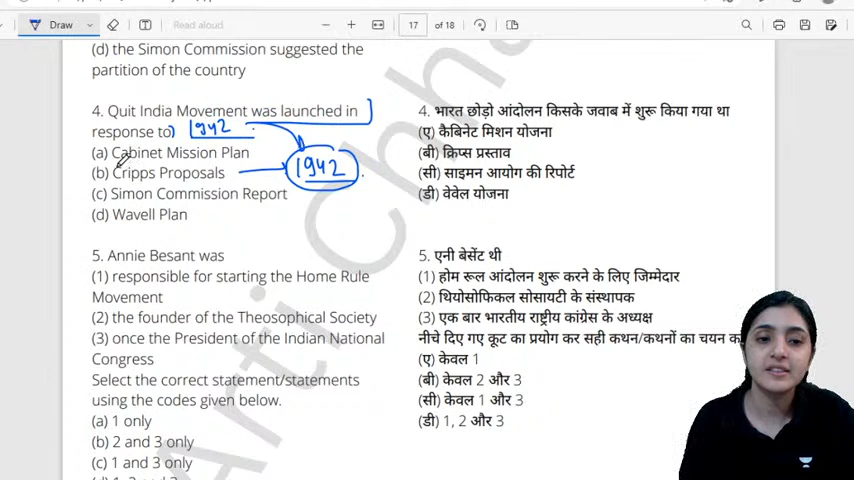 Draw
Read aloud
17
of 18
(d) the Simon Commission suggested the
partition of the country
4. Quit India Movement was launched in
response to
1942
(a) Cabinet Mission Plan
(b) Cripps Proposals
1942
(c) Simon Commission Report
(d) Wavell Plan
5. Annie Besant was
(1) responsible for starting the Home Rule
Movement
(2) the founder of the Theosophical Society
(3) once the President of the Indian National
Congress
Select the correct statement/statements
using the codes given below.
(a) 1 only
(b) 2 and 3 only
(c) 1 and 3 only
4. भारत छोड़ो आंदोलन किसके जवाब में शुरू किया गया था
(ए) कैबिनेट मिशन योजना
(बी) क्रिप्स प्रस्ताव
(सी) साइमन आयोग की रिपोर्ट
(डी) वेवेल योजना
5. एनी बेसेंट थी
(1) होम रूल आंदोलन शुरू करने के लिए जिम्मेदार
(2) थियोसोफिकल सोसायटी के संस्थापक
(3) एक बार भारतीय राष्ट्रीय कांग्रेस के अध्यक्ष
नीचे दिए गए कूट का प्रयोग कर सही कथन/कथनों का चयन
(ए) केवल 1
(बी) केवल 2 और 3
(सी) केवल 1 और 3
(डी) 1, 2 और 3
Arti Chha